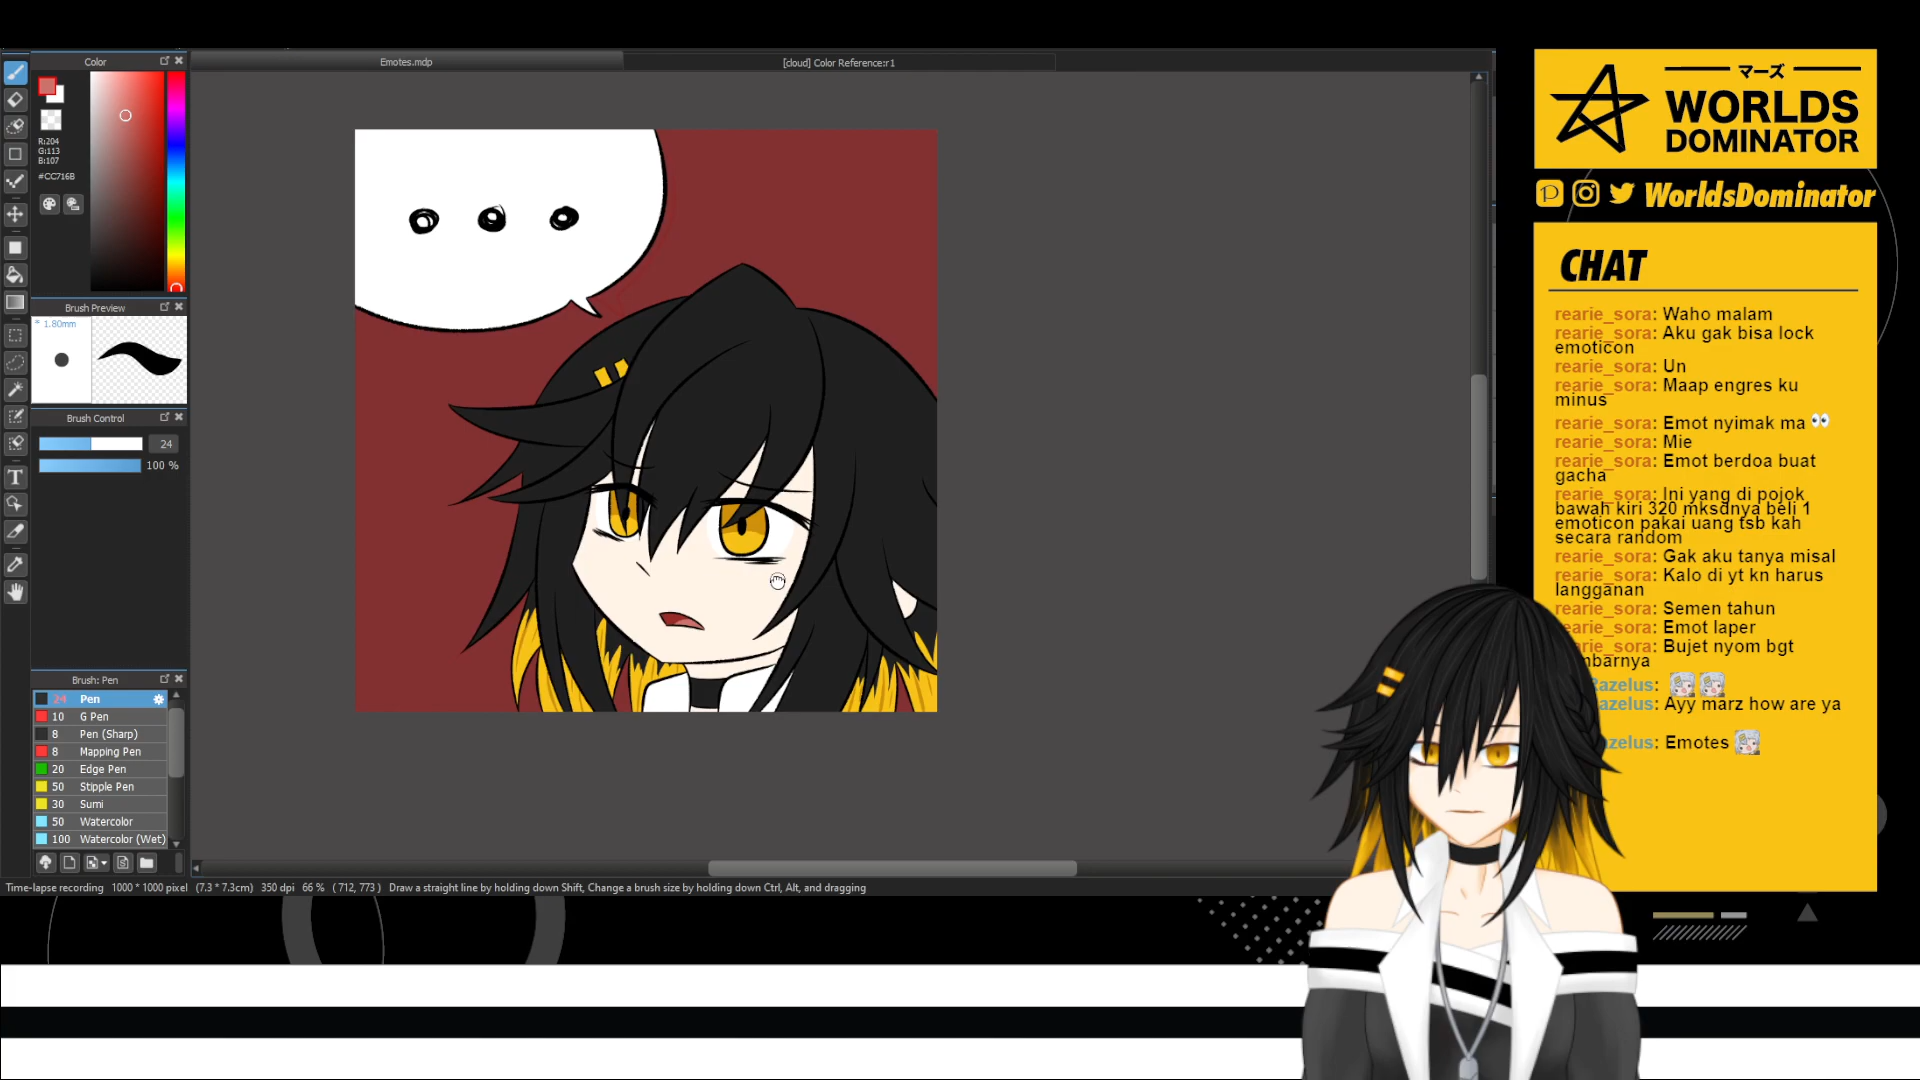 Color
Emotes.mdp
[cloud] Color Reference:r1
R:204
G:113
B:107
#CC716B
Brush Preview
* 1.80mm
Brush Control
24
100 %
Brush: Pen
24 Pen
10 G Pen
8 Pen (Sharp)
8 Mapping Pen
20 Edge Pen
50 Stipple Pen
30 Sumi
50 Watercolor
100 Watercolor (Wet)
Time-lapse recording 1000 * 1000 pixel (7.3 * 7.3cm) 350 dpi 66 % ( 712, 773 ) Draw a straight line by holding down Shift, Change a brush size by holding down Ctrl, Alt, and dragging
マーズ
WORLDS
DOMINATOR
WorldsDominator
CHAT
rearie_sora: Waho malam
rearie_sora: Aku gak bisa lock
emoticon
rearie_sora: Un
rearie_sora: Maap engres ku
minus
rearie_sora: Emot nyimak ma 👀
rearie_sora: Mie
rearie_sora: Emot berdoa buat
gacha
rearie_sora: Ini yang di pojok
bawah kiri 320 mksdnya beli 1
emoticon pakai uang tsb kah
secara random
rearie_sora: Gak aku tanya misal
rearie_sora: Kalo di yt kn harus
langganan
rearie_sora: Semen tahun
earie_sora: Emot laper
rearie_sora: Bujet nyom bgt
mbarnya
Razelus:
azelus: Ayy marz how are ya
azelus: Emotes